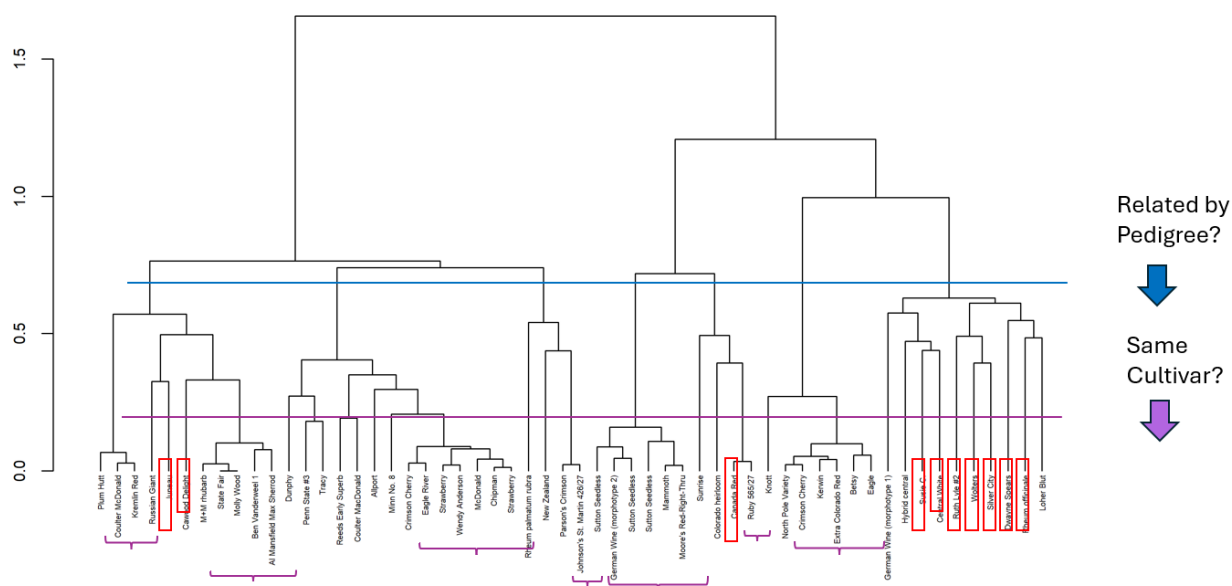 1.5
1.0
0.5
0.0
Related by
Pedigree?
Same
Cultivar?
Plum Hutt
Coulter McDonald
Kremlin Red
Russian Giant
Juneau
Cawood Delight
M+M rhubarb
State Fair
Molly Wood
Ben Vanderweel 1
Al Mansfield Max Sherrod
Dunphy
Penn State #3
Tracy
Reeds Early Superb
Coulter MacDonald
Allport
Minn No. 8
Crimson Cherry
Eagle River
Strawberry
Wendy Anderson
McDonald
Chipman
Strawberry
Rheum palmatum rubra
New Zealand
Parson's Crimson
Johnson's St. Martin 428/27
Sutton Seedless
German Wine (morphotype 2)
Sutton Seedless
Sutton Seedless
Mammoth
Moore's Red-Right-Thru
Sunrise
Colorado heirloom
Canada Red
Ruby 565/27
Knott
North Pole Variety
Crimson Cherry
Kerwin
Extra Colorado Red
Betsy
Eagle
German Wine (morphotype 1)
Hybrid central
Susie C
Central White
Ruth Lyle #2
Wolters
Silver City
Dwayne Spears
Rheum officinale
Loher Blut